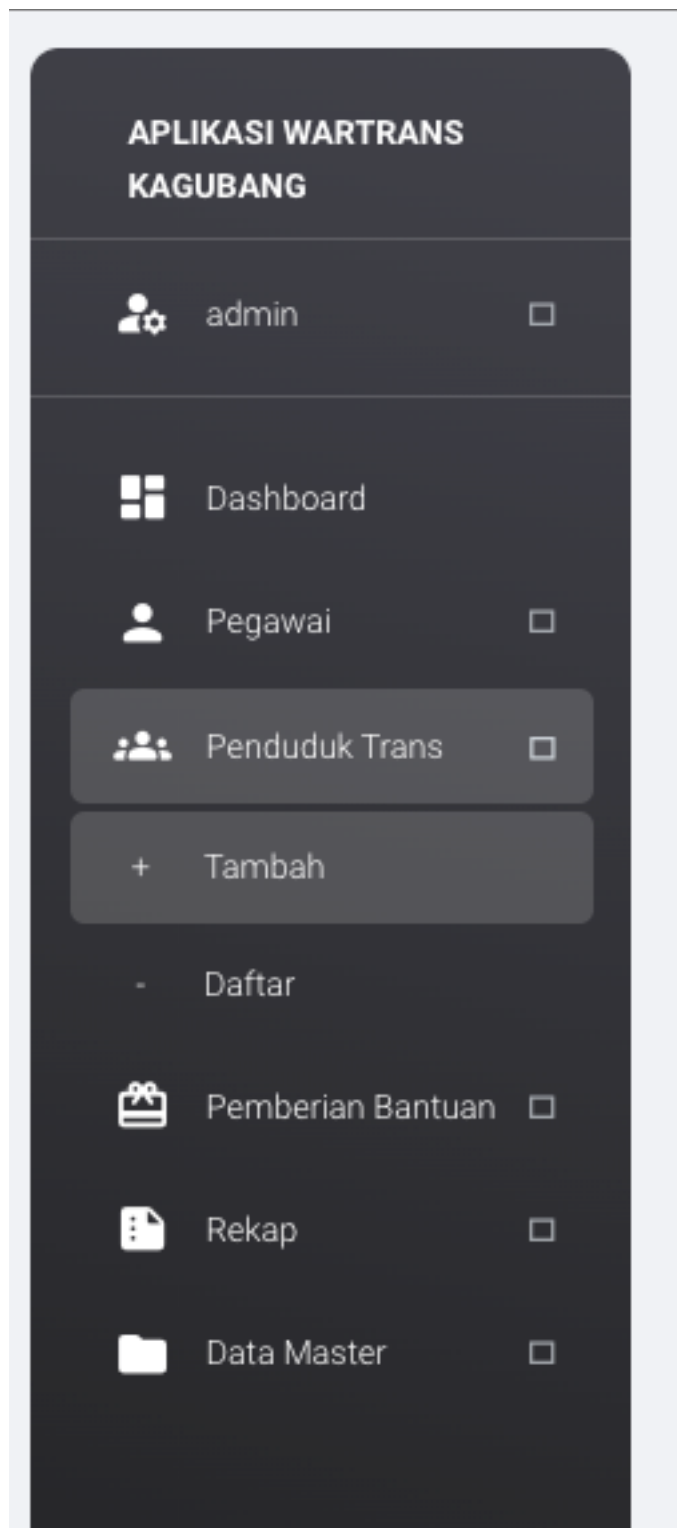 APLIKASI WARTRANS
KAGUBANG
admin
Dashboard
Pegawai
Penduduk Trans
+ Tambah
- Daftar
Pemberian Bantuan
Rekap
Data Master